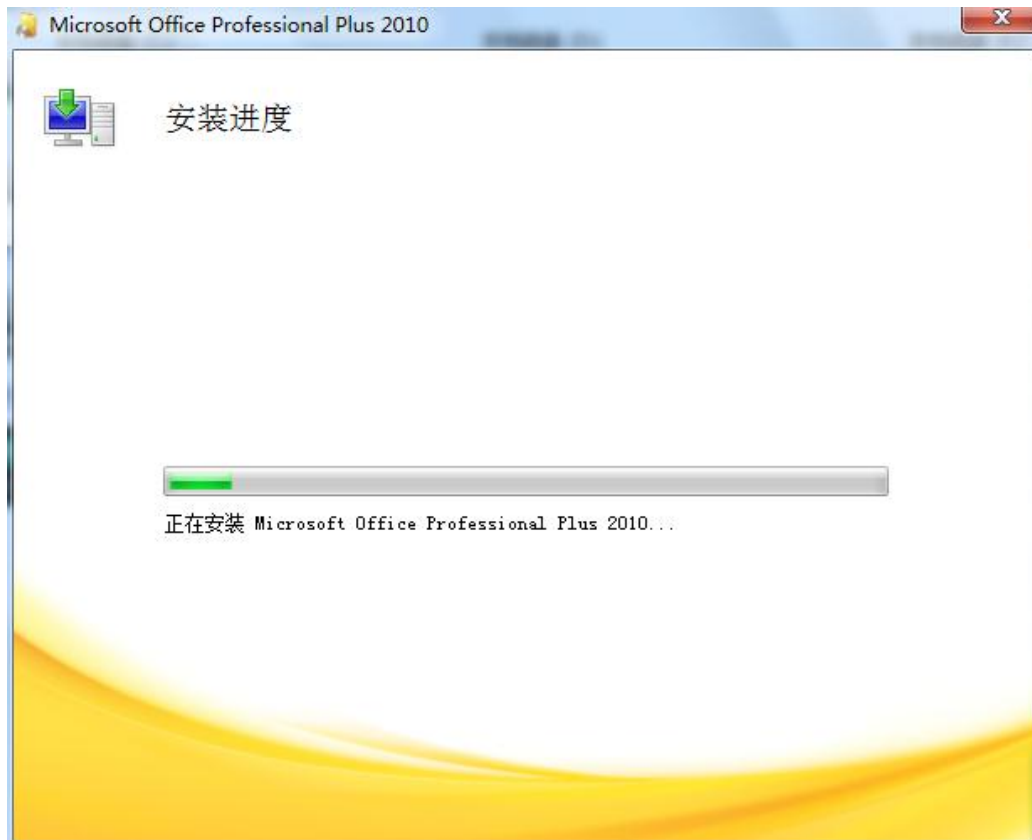 Microsoft Office Professional Plus 2010
安装进度
正在安装 Microsoft Office Professional Plus 2010...